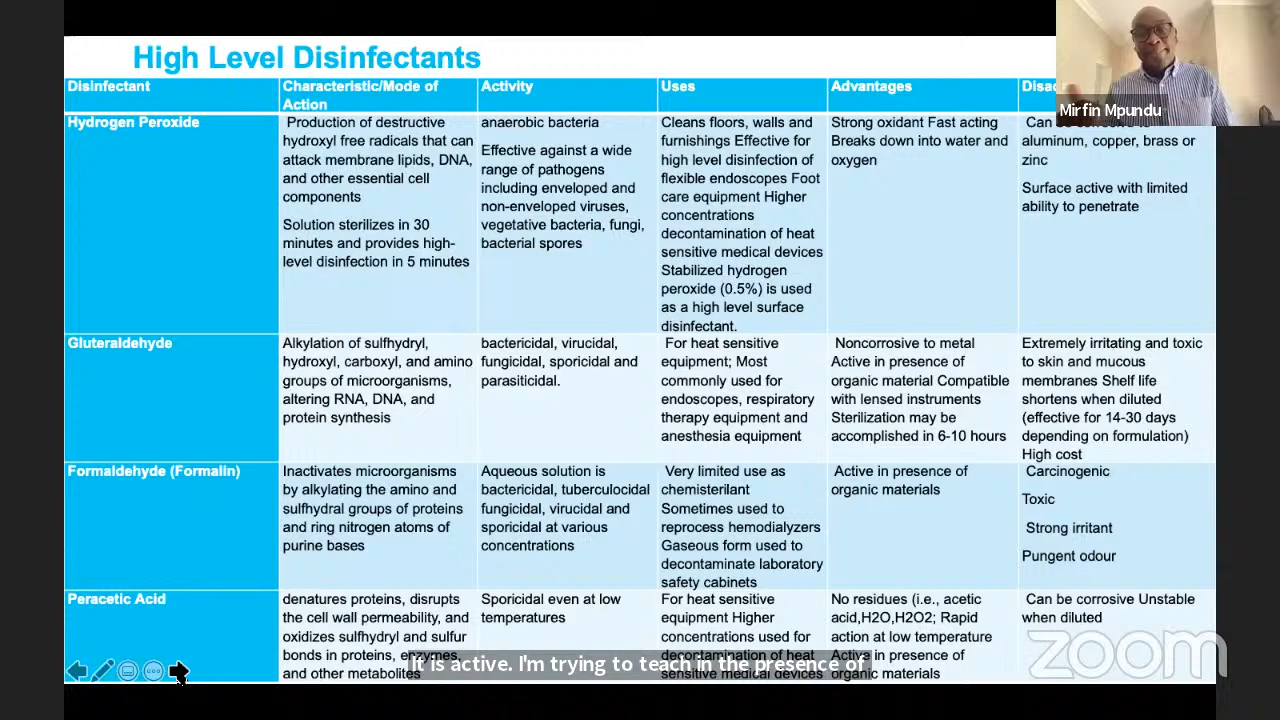 High Level Disinfectants
Disinfectant
Characteristic/Mode of
Action
Activity
Uses
Advantages
Mirfin Mpundu
Hydrogen Peroxide
Production of destructive
hydroxyl free radicals that can
attack membrane lipids, DNA,
and other essential cell
components
Solution sterilizes in 30
minutes and provides high-
level disinfection in 5 minutes
anaerobic bacteria
Effective against a wide
range of pathogens
including enveloped and
non-enveloped viruses,
vegetative bacteria, fungi,
bacterial spores
Cleans floors, walls and
furnishings Effective for
high level disinfection of
flexible endoscopes Foot
care equipment Higher
concentrations
decontamination of heat
sensitive medical devices
Stabilized hydrogen
peroxide (0.5%) is used
as a high level surface
disinfectant.
Strong oxidant Fast acting
Breaks down into water and
oxygen
aluminum, copper, brass or
zinc
Surface active with limited
ability to penetrate
Gluteraldehyde
Alkylation of sulfhydryl,
hydroxyl, carboxyl, and amino
groups of microorganisms,
altering RNA, DNA, and
protein synthesis
bactericidal, virucidal,
fungicidal, sporicidal and
parasiticidal.
For heat sensitive
equipment; Most
commonly used for
endoscopes, respiratory
therapy equipment and
anesthesia equipment
Noncorrosive to metal
Active in presence of
organic material Compatible
with lensed instruments
Sterilization may be
accomplished in 6-10 hours
Extremely irritating and toxic
to skin and mucous
membranes Shelf life
shortens when diluted
(effective for 14-30 days
depending on formulation)
High cost
Formaldehyde (Formalin)
Inactivates microorganisms
by alkylating the amino and
sulfhydral groups of proteins
and ring nitrogen atoms of
purine bases
Aqueous solution is
bactericidal, tuberculocidal
fungicidal, virucidal and
sporicidal at various
concentrations
Very limited use as
chemisterilant
Sometimes used to
reprocess hemodialyzers
Gaseous form used to
decontaminate laboratory
safety cabinets
Active in presence of
organic materials
Carcinogenic
Toxic
Strong irritant
Pungent odour
Peracetic Acid
denatures proteins, disrupts
the cell wall permeability, and
oxidizes sulfhydryl and sulfur
bonds in proteins, enzymes,
and other metabolites
Sporicidal even at low
temperatures
For heat sensitive
equipment Higher
concentrations used for
decontamination of heat
sensitive medical devices
No residues (i.e., acetic
acid,H2O,H2O2; Rapid
action at low temperature
Active in presence of
organic materials
Can be corrosive Unstable
when diluted
It is active. I'm trying to teach in the presence of
zoom